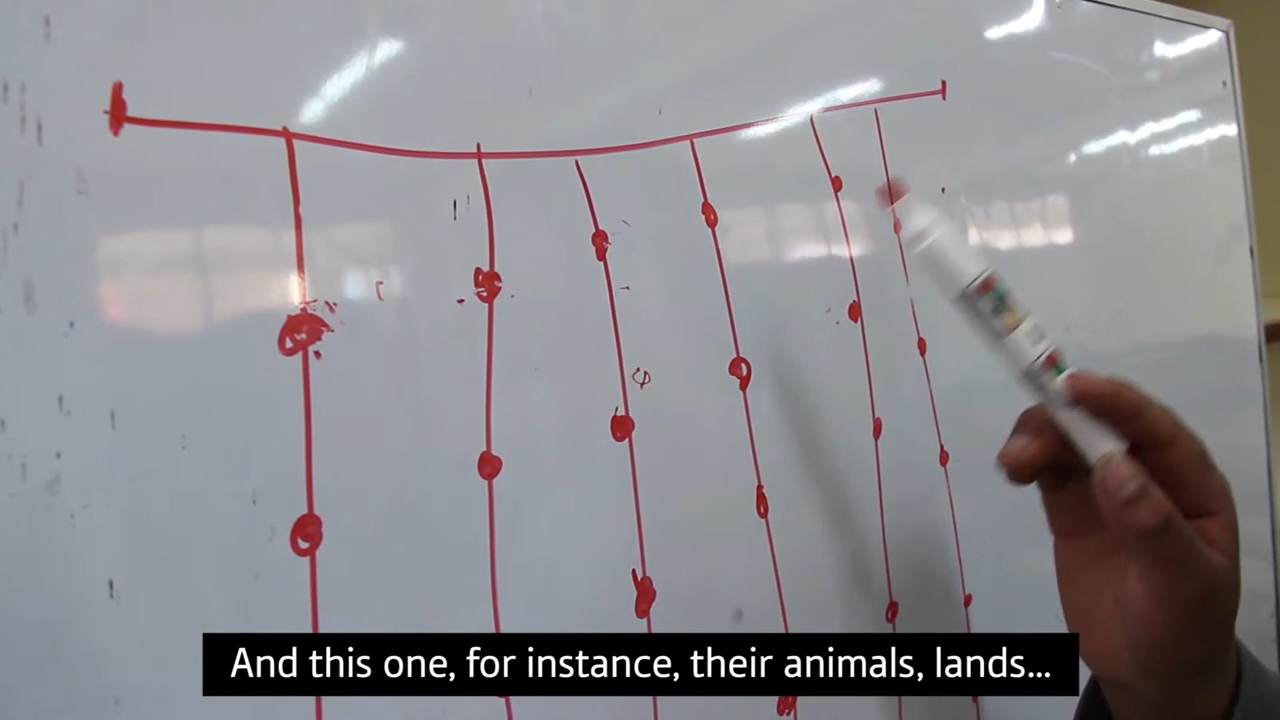 And this one, for instance, their animals, lands...